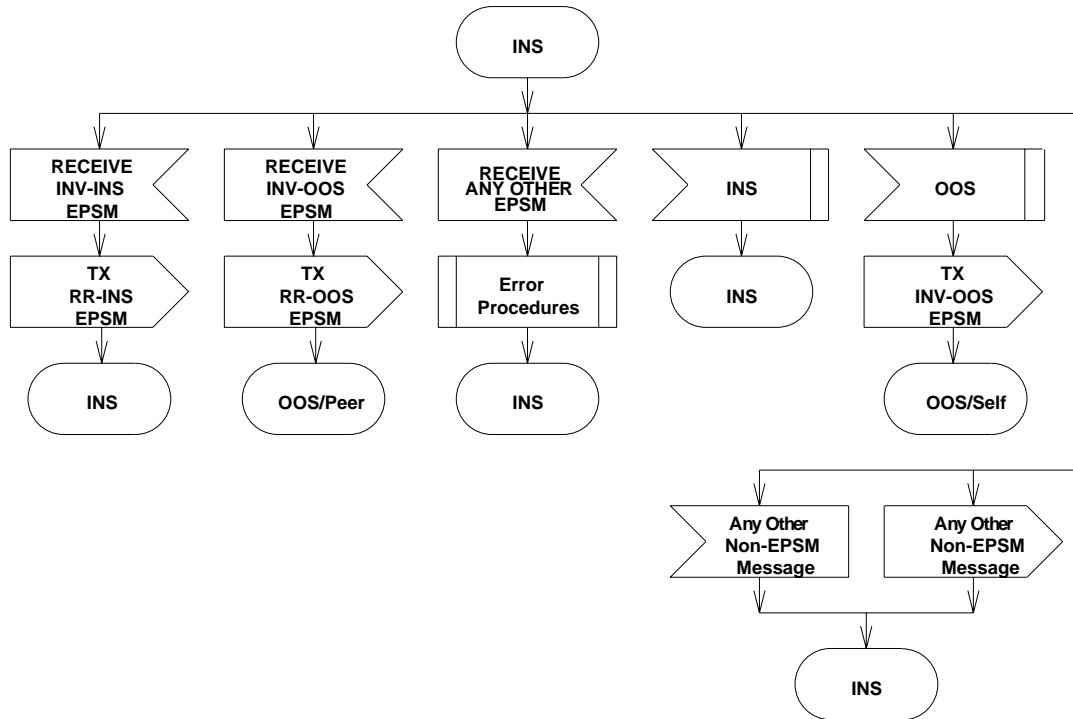 INS
RECEIVE
INV-INS
EPSM
RECEIVE
INV-OOS
EPSM
RECEIVE
ANY OTHER
EPSM
INS
OOS
TX
RR-INS
EPSM
TX
RR-OOS
EPSM
Error
Procedures
INS
TX
INV-OOS
EPSM
INS
OOS/Peer
INS
OOS/Self
Any Other
Non-EPSM
Message
Any Other
Non-EPSM
Message
INS